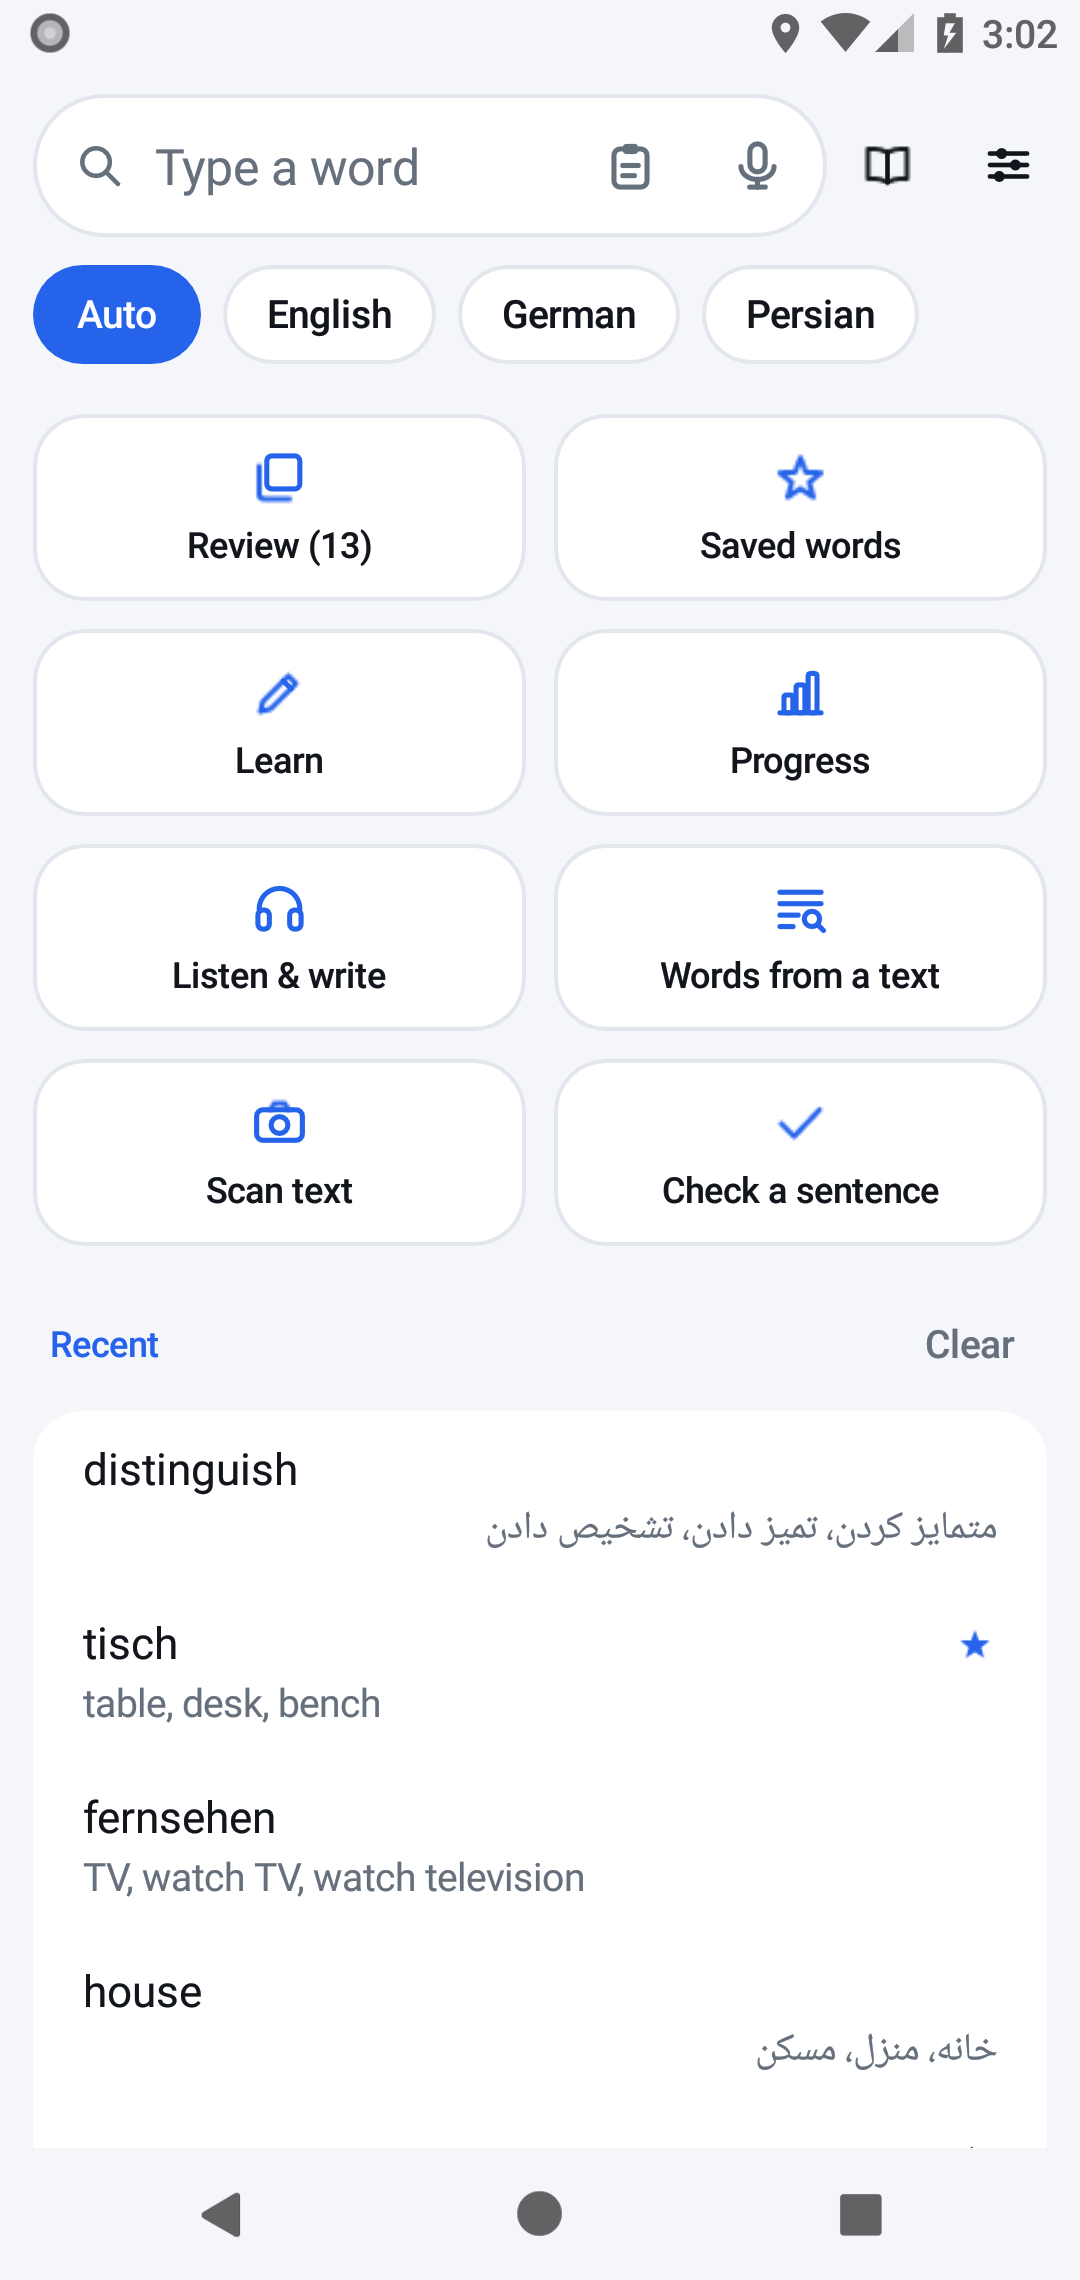 3:02
Type a word
Auto
English
German
Persian
Review (13)
Saved words
Learn
Progress
Listen & write
Words from a text
Scan text
Check a sentence
Recent
Clear
distinguish
متمایز کردن، تمیز دادن، تشخیص دادن
tisch
table, desk, bench
fernsehen
TV, watch TV, watch television
house
خانه، منزل، مسکن